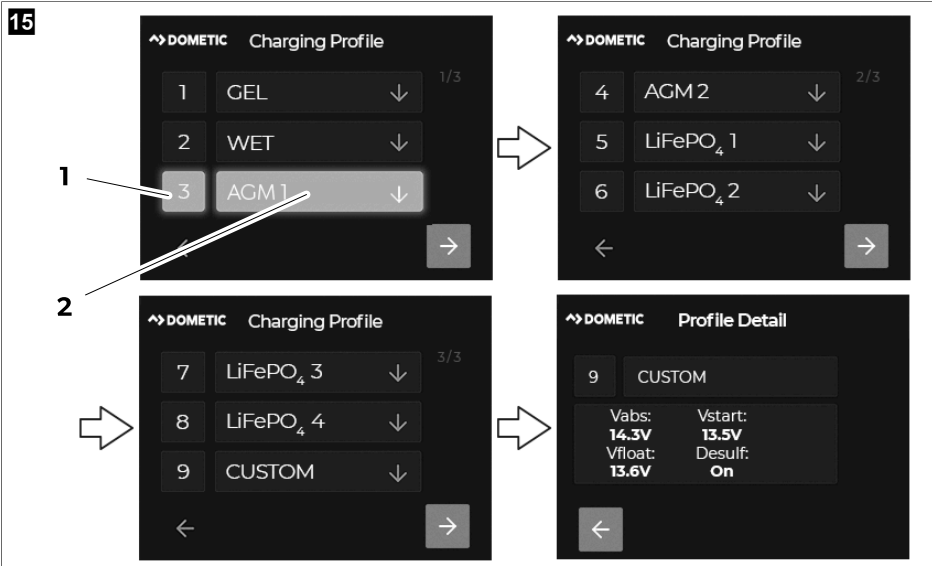 15
DOMETIC Charging Profile
1/3
1 GEL
2 WET
3 AGM 1
1
2
DOMETIC Charging Profile
2/3
4 AGM 2
5 LiFePO₄ 1
6 LiFePO₄ 2
DOMETIC Charging Profile
3/3
7 LiFePO₄ 3
8 LiFePO₄ 4
9 CUSTOM
DOMETIC Profile Detail
9 CUSTOM
Vabs: Vstart:
14.3V 13.5V
Vfloat: Desulf:
13.6V On